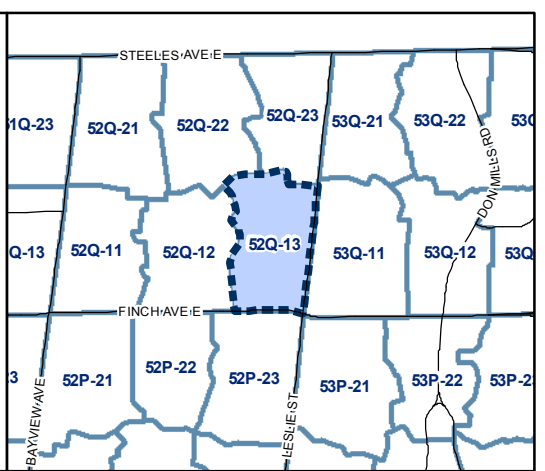 STEELES AVE E
1Q-23
52Q-21
52Q-22
52Q-23
53Q-21
53Q-22
53Q
DON MILLS RD
Q-13
52Q-11
52Q-12
52Q-13
53Q-11
53Q-12
53Q
FINCH AVE E
3
52P-21
52P-22
52P-23
53P-21
53P-22
53P-2
BAYVIEW AVE
LESLIE ST